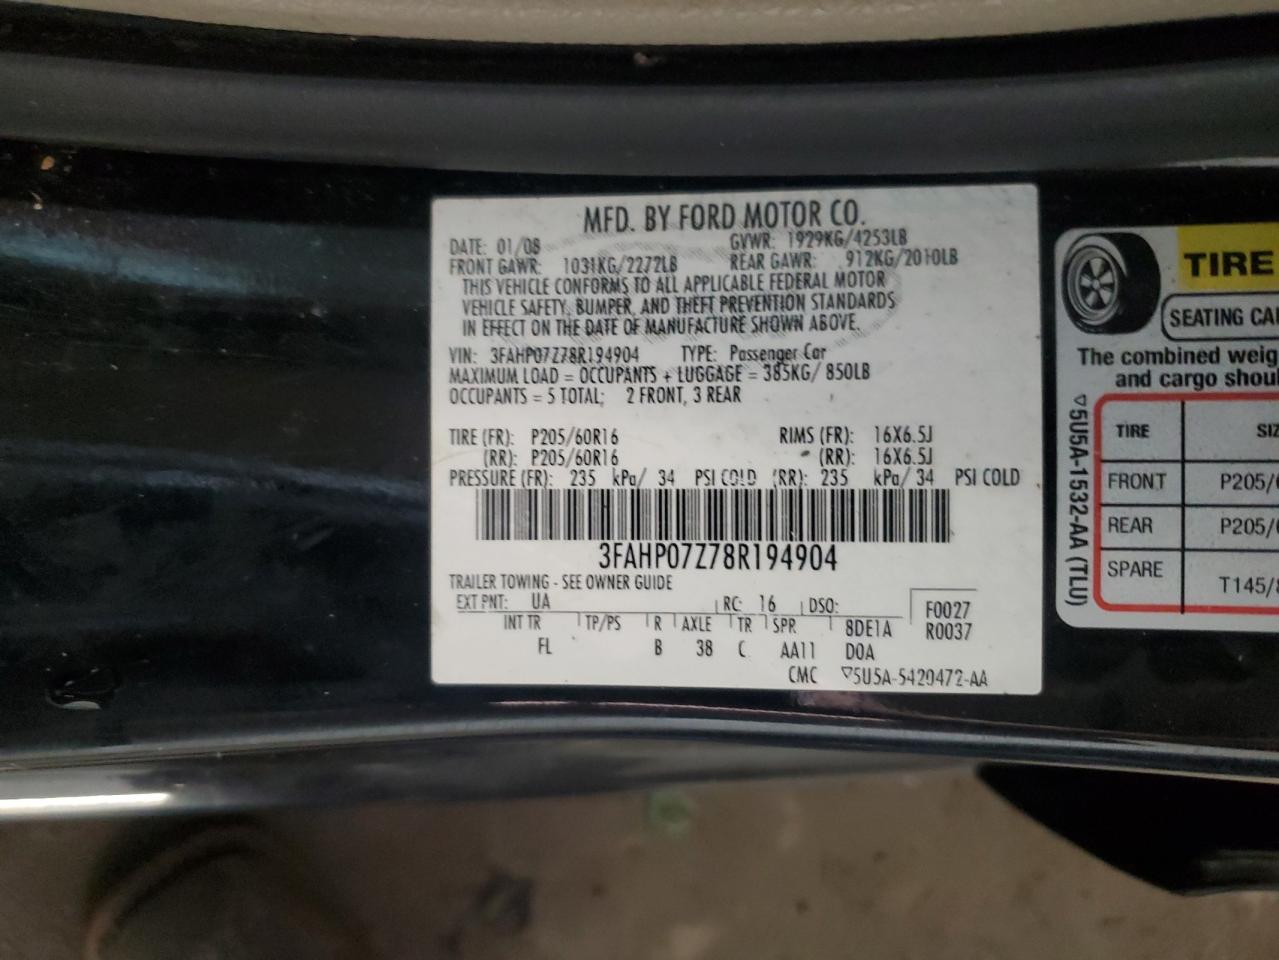 MFD. BY FORD MOTOR CO.
DATE: 01/08 GVWR: 1929KG/4253LB
FRONT GAWR: 1031KG/2272LB REAR GAWR: 912KG/2010LB
THIS VEHICLE CONFORMS TO ALL APPLICABLE FEDERAL MOTOR
VEHICLE SAFETY, BUMPER, AND THEFT PREVENTION STANDARDS
IN EFFECT ON THE DATE OF MANUFACTURE SHOWN ABOVE.
VIN: 3FAHP07Z78R194904 TYPE: Passenger Car
MAXIMUM LOAD = OCCUPANTS + LUGGAGE = 385KG/ 850LB
OCCUPANTS = 5 TOTAL; 2 FRONT, 3 REAR
TIRE (FR): P205/60R16 RIMS (FR): 16X6.5J
(RR): P205/60R16 (RR): 16X6.5J
PRESSURE (FR): 235 kPa/ 34 PSI COLD (RR): 235 kPa/ 34 PSI COLD
3FAHP07Z78R194904
TRAILER TOWING - SEE OWNER GUIDE
EXT PNT: UA RC: 16 DSO: F0027
INT TR TP/PS R AXLE TR SPR 8DE1A R0037
FL B 38 C AA11 D0A
CMC ▽5U5A-5420472-AA
TIRE
SEATING
The combined
and cargo
TIRE
FRONT P205/
REAR P205/
SPARE T145/
▽5U5A-1532-AA (TLU)